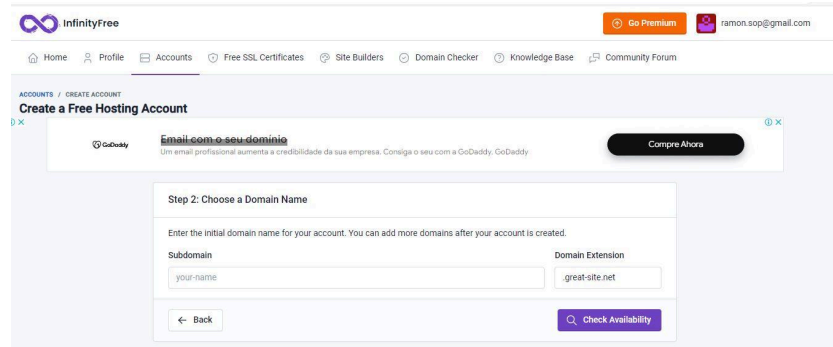 InfinityFree
Go Premium
ramon.sop@gmail.com
Home Profile Accounts Free SSL Certificates Site Builders Domain Checker Knowledge Base Community Forum
ACCOUNTS / CREATE ACCOUNT
Create a Free Hosting Account
GoDaddy
Email com o seu domínio
Um email profissional aumenta a credibilidade da sua empresa. Consiga o seu com a GoDaddy. GoDaddy
Compre Ahora
Step 2: Choose a Domain Name
Enter the initial domain name for your account. You can add more domains after your account is created.
Subdomain
Domain Extension
your-name
.great-site.net
Back
Check Availability